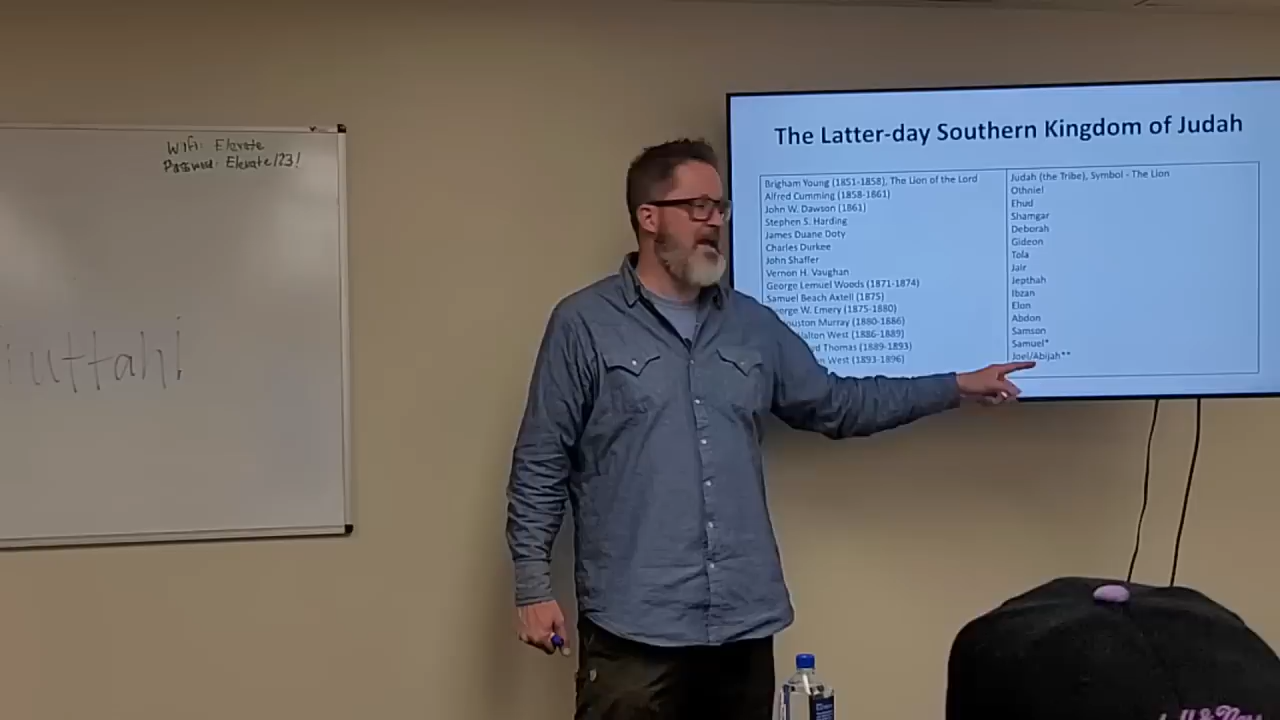 Wifi: Elevate
Password: Elevate123!
uttah!
The Latter-day Southern Kingdom of Judah
Brigham Young (1851-1858), The Lion of the Lord
Alfred Cumming (1858-1861)
John W. Dawson (1861)
Stephen S. Harding
James Duane Doty
Charles Durkee
John Shaffer
Vernon H. Vaughan
George Lemuel Woods (1871-1874)
Samuel Beach Axtell (1875)
George W. Emery (1875-1880)
Murray (1880-1886)
West (1886-1889)
Thomas (1889-1893)
West (1893-1896)
Judah (the Tribe), Symbol - The Lion
Othniel
Ehud
Shamgar
Deborah
Gideon
Tola
Jair
Jepthah
Ibzan
Elon
Abdon
Samson
Samuel*
Joel/Abijah**